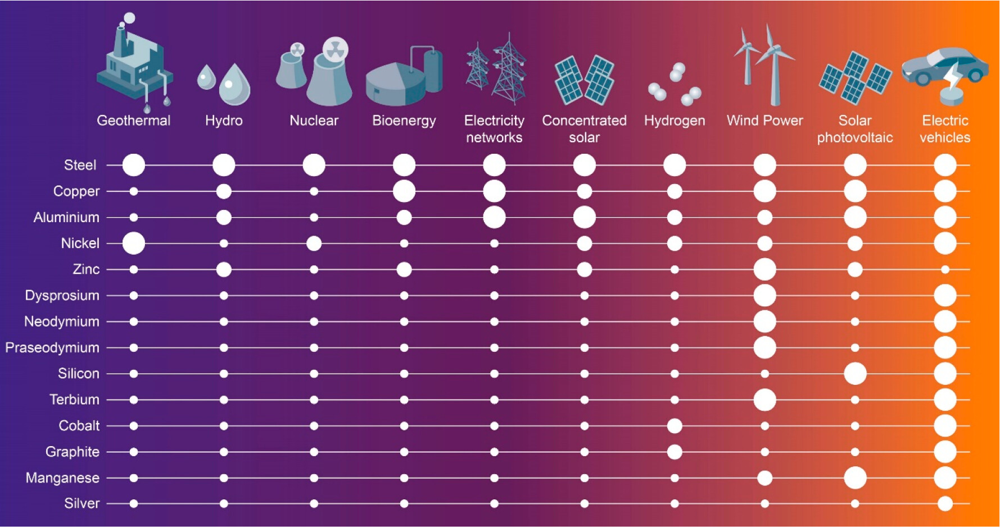 Geothermal
Hydro
Nuclear
Bioenergy
Electricity
networks
Concentrated
solar
Hydrogen
Wind Power
Solar
photovoltaic
Electric
vehicles
Steel
Copper
Aluminium
Nickel
Zinc
Dysprosium
Neodymium
Praseodymium
Silicon
Terbium
Cobalt
Graphite
Manganese
Silver